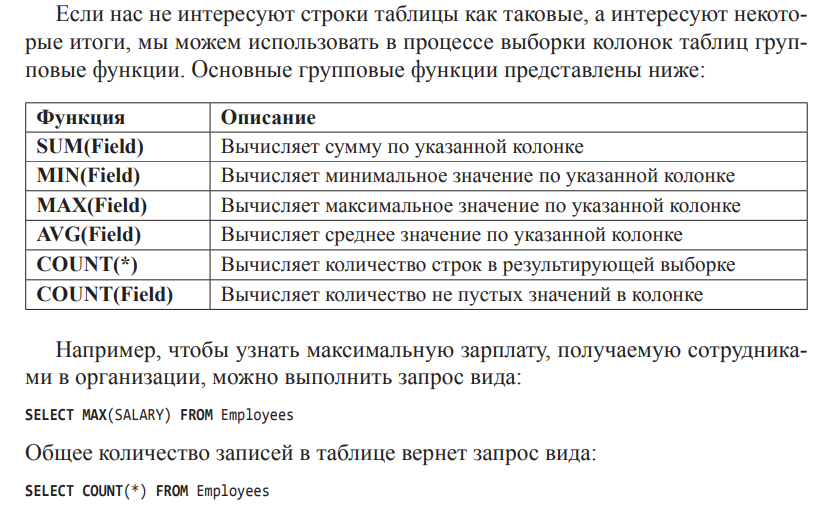 Если нас не интересуют строки таблицы как таковые, а интересуют некото-
рые итоги, мы можем использовать в процессе выборки колонок таблиц груп-
повые функции. Основные групповые функции представлены ниже:
Функция Описание
SUM(Field) Вычисляет сумму по указанной колонке
MIN(Field) Вычисляет минимальное значение по указанной колонке
MAX(Field) Вычисляет максимальное значение по указанной колонке
AVG(Field) Вычисляет среднее значение по указанной колонке
COUNT(*) Вычисляет количество строк в результирующей выборке
COUNT(Field) Вычисляет количество не пустых значений в колонке
Например, чтобы узнать максимальную зарплату, получаемую сотрудника-
ми в организации, можно выполнить запрос вида:
SELECT MAX(SALARY) FROM Employees
Общее количество записей в таблице вернет запрос вида:
SELECT COUNT(*) FROM Employees